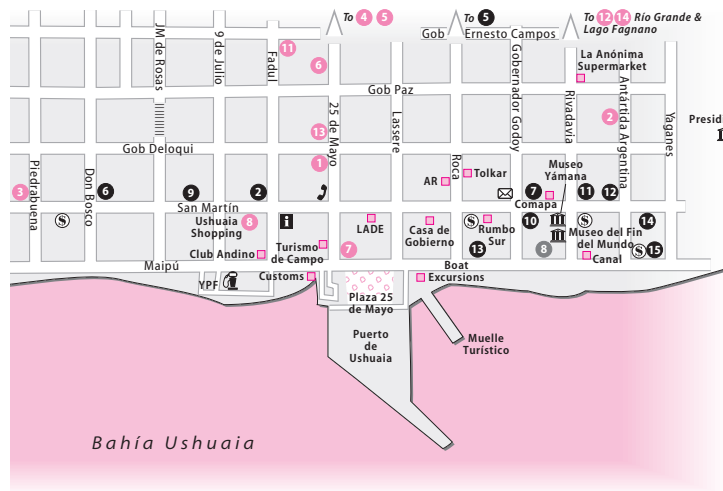 To 4 5
To 5
To 12 14 Río Grande &
Lago Fagnano
Gob Ernesto Campos
JM de Rosas
9 de Julio
Fadul
11
6
Gobernador Godoy
La Anónima
Supermarket
Gob Paz
Rivadavia
Antártida Argentina
25 de Mayo
Lassere
13
2
Yaganes
Presidi
Gob Deloqui
Piedrabuena
Don Bosco
1
Roca
Museo
Yámana
Tolkar
AR
3
6
9
2
7
11
12
Comapa
San Martín
$
Ushuaia
Shopping
8
i
LADE
Casa de
Gobierno
$
Rumbo
Sur
10
$
14
Museo del Fin
del Mundo
Club Andino
Turismo
de Campo
7
13
8
Canal
$
15
Maipú
Customs
Boat
Excursions
YPF
Plaza 25
de Mayo
Puerto
de
Ushuaia
Muelle
Turístico
Bahía Ushuaia